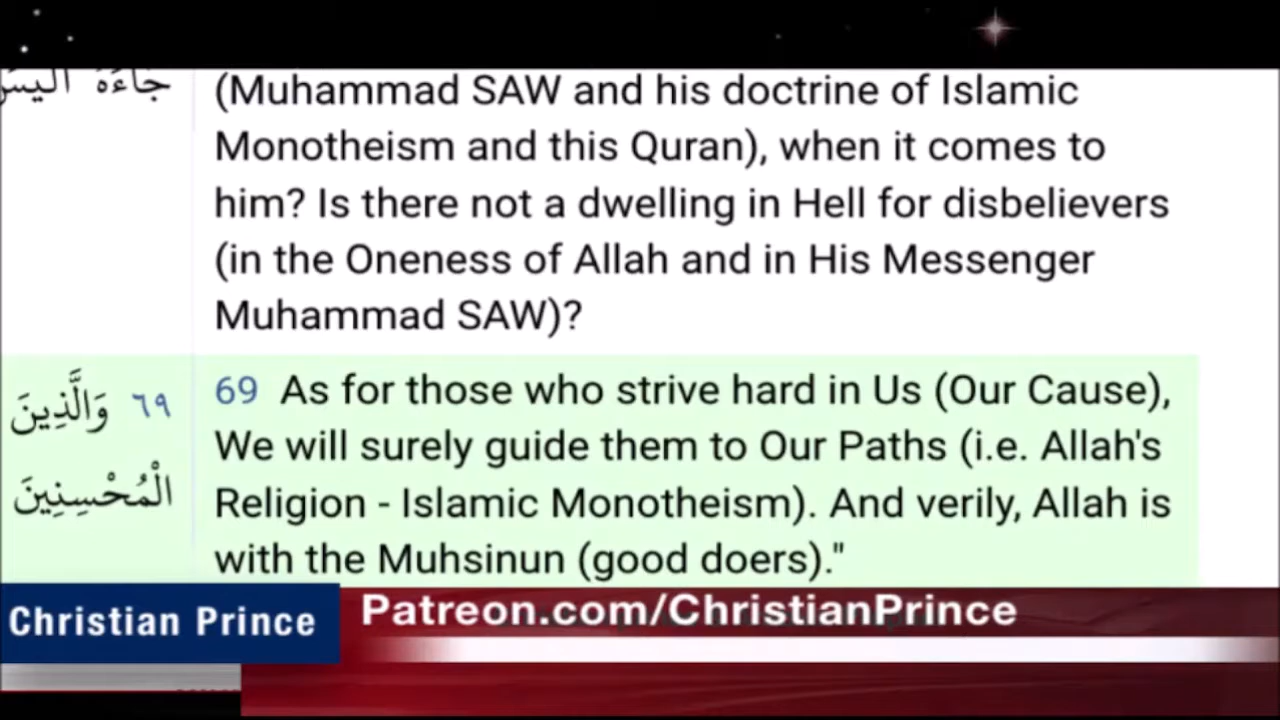 (Muhammad SAW and his doctrine of Islamic
Monotheism and this Quran), when it comes to
him? Is there not a dwelling in Hell for disbelievers
(in the Oneness of Allah and in His Messenger
Muhammad SAW)?
٦٩ وَالَّذِينَ
الْمُحْسِنِينَ
69 As for those who strive hard in Us (Our Cause),
We will surely guide them to Our Paths (i.e. Allah's
Religion - Islamic Monotheism). And verily, Allah is
with the Muhsinun (good doers)."
Christian Prince
Patreon.com/ChristianPrince